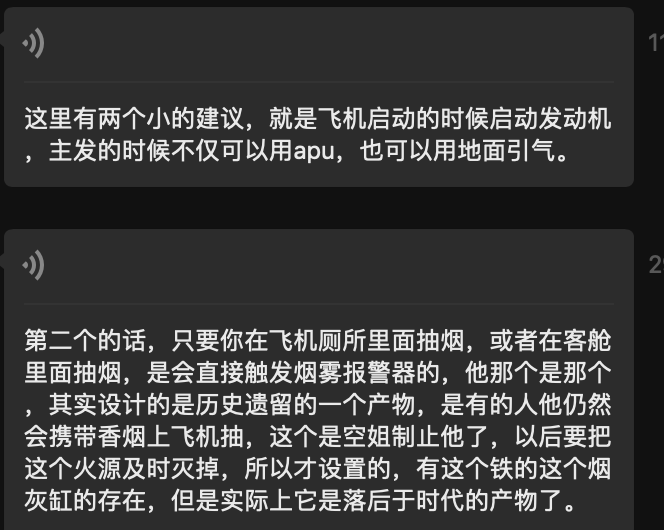 这里有两个小的建议，就是飞机启动的时候启动发动机
，主发的时候不仅可以用apu，也可以用地面引气。
第二个的话，只要你在飞机厕所里面抽烟，或者在客舱
里面抽烟，是会直接触发烟雾报警器的，他那个是那个
，其实设计的是历史遗留的一个产物，是有的人他仍然
会携带香烟上飞机抽，这个是空姐制止他了，以后要把
这个火源及时灭掉，所以才设置的，有这个铁的这个烟
灰缸的存在，但是实际上它是落后于时代的产物了。